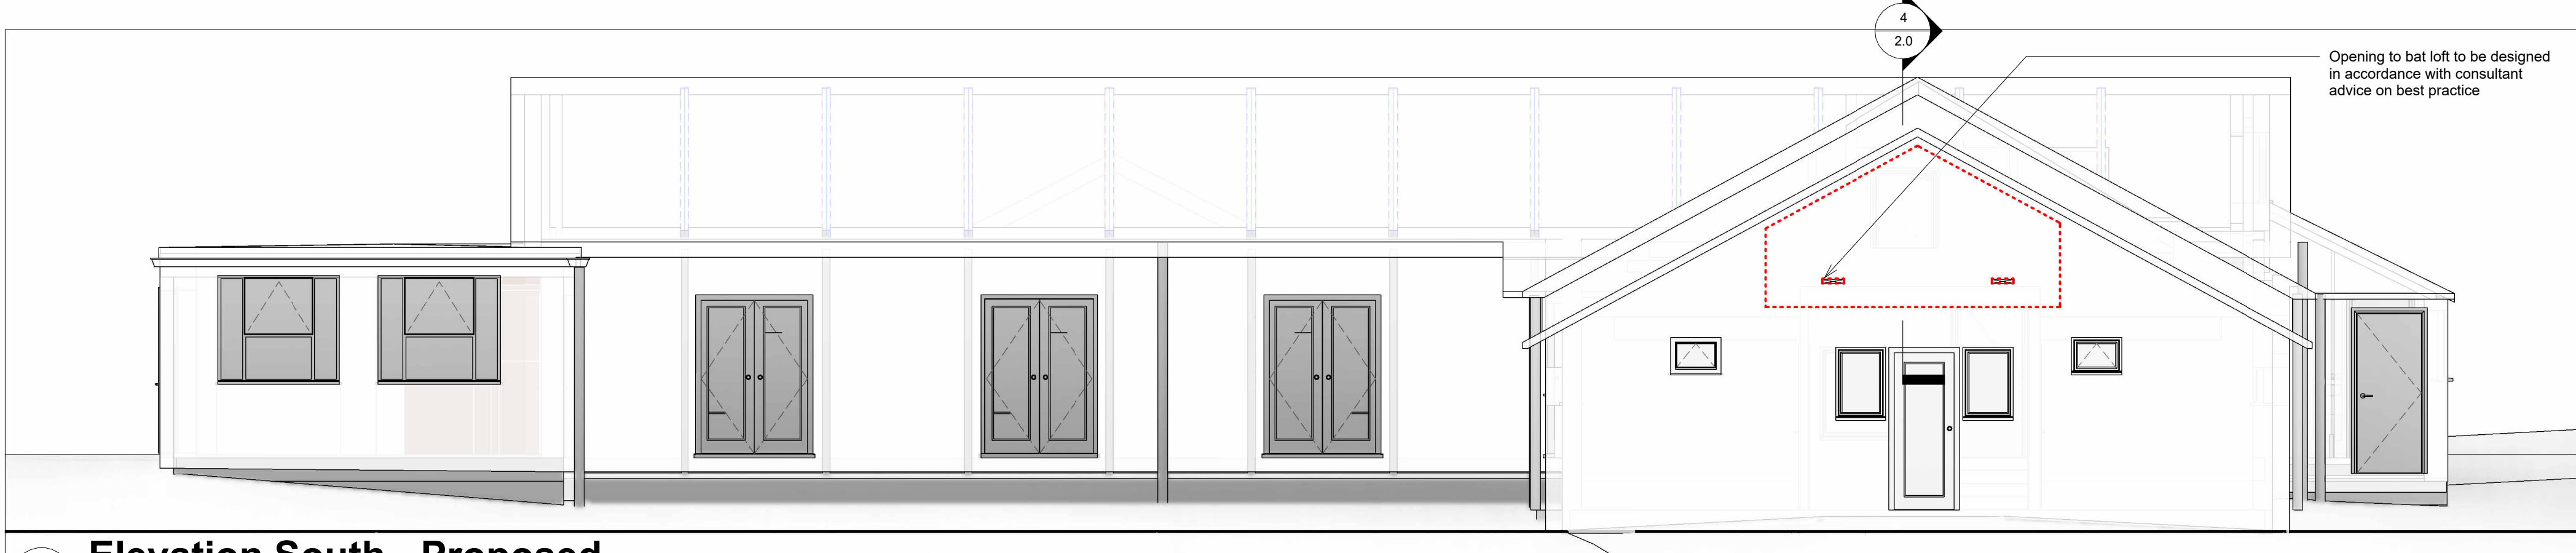 4
2.0
Opening to bat loft to be designed
in accordance with consultant
advice on best practice
Elevation South - Proposed